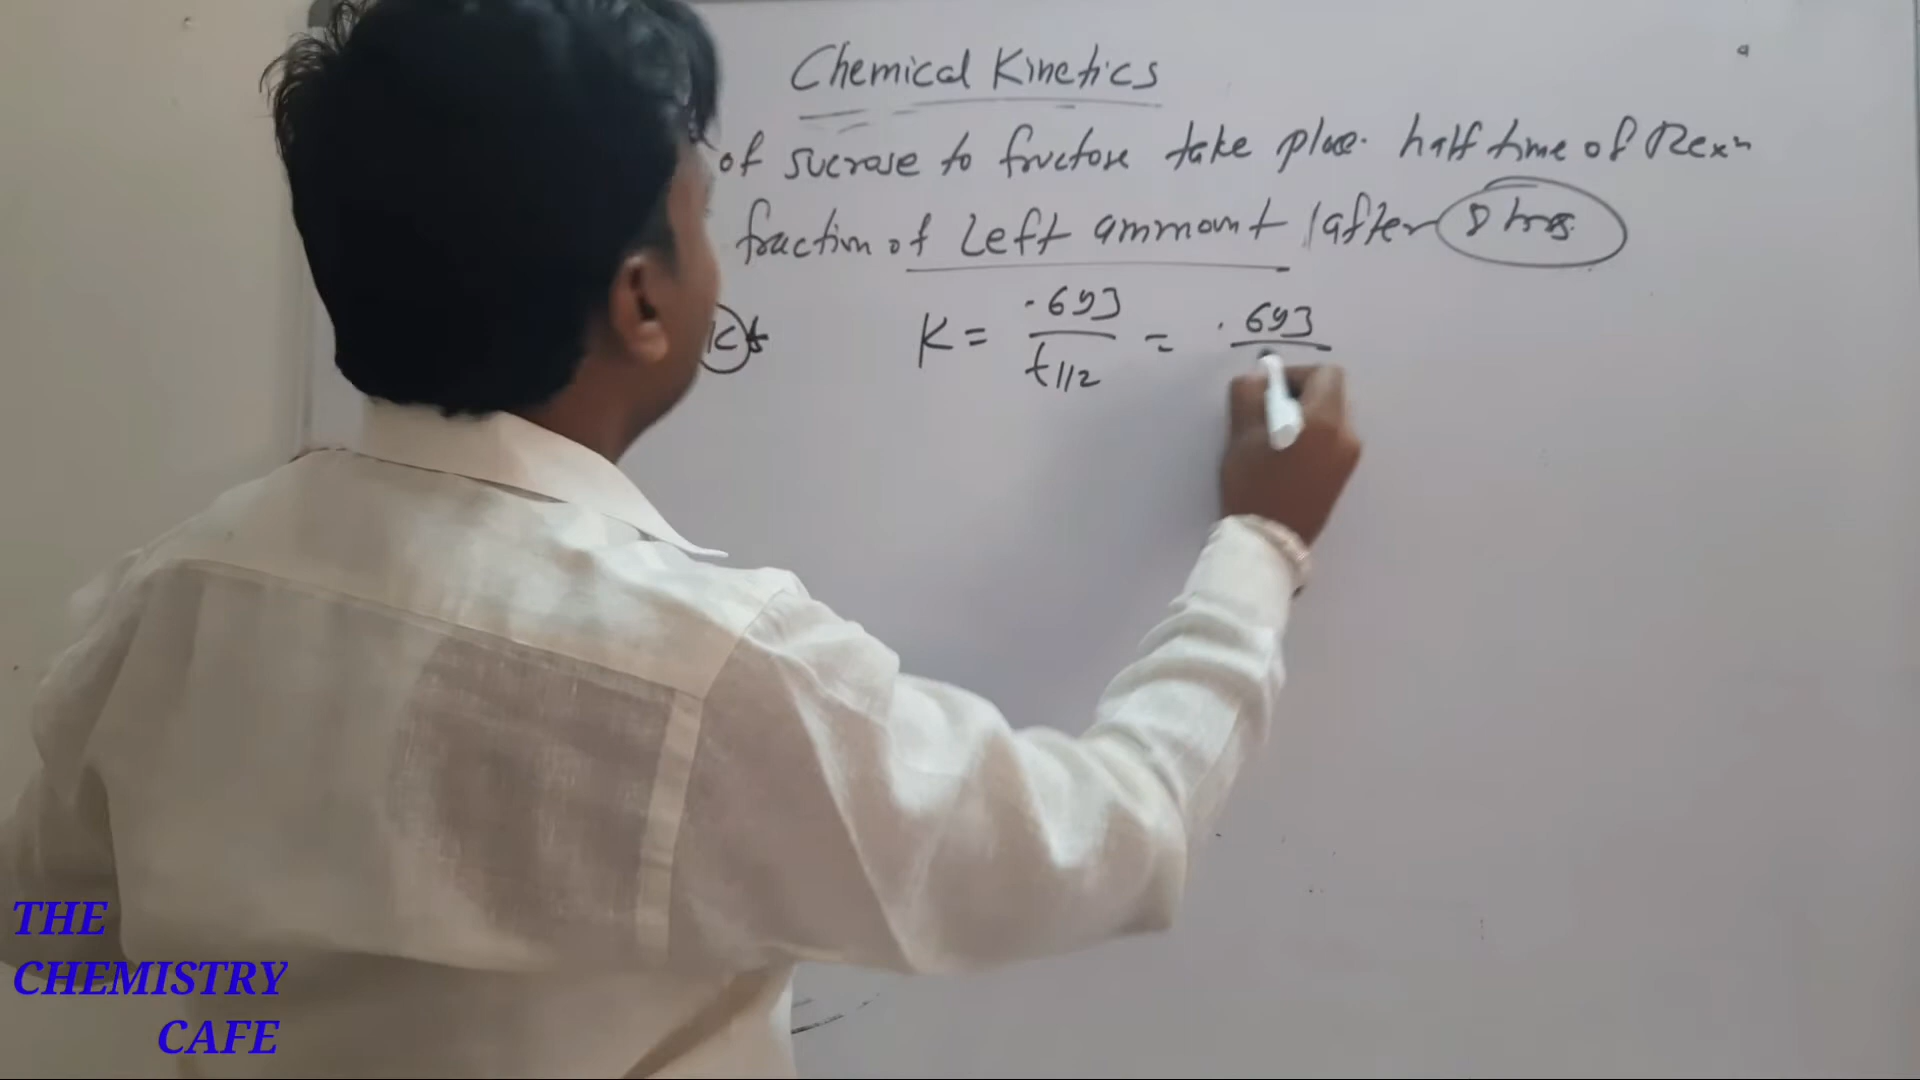 Chemical Kinetics
of sucrose to fructose take place. half time of Rexn
fraction of Left ammount after 8 hrs.
Kt K = .693 / t1/2 = .693
THE
CHEMISTRY
CAFE